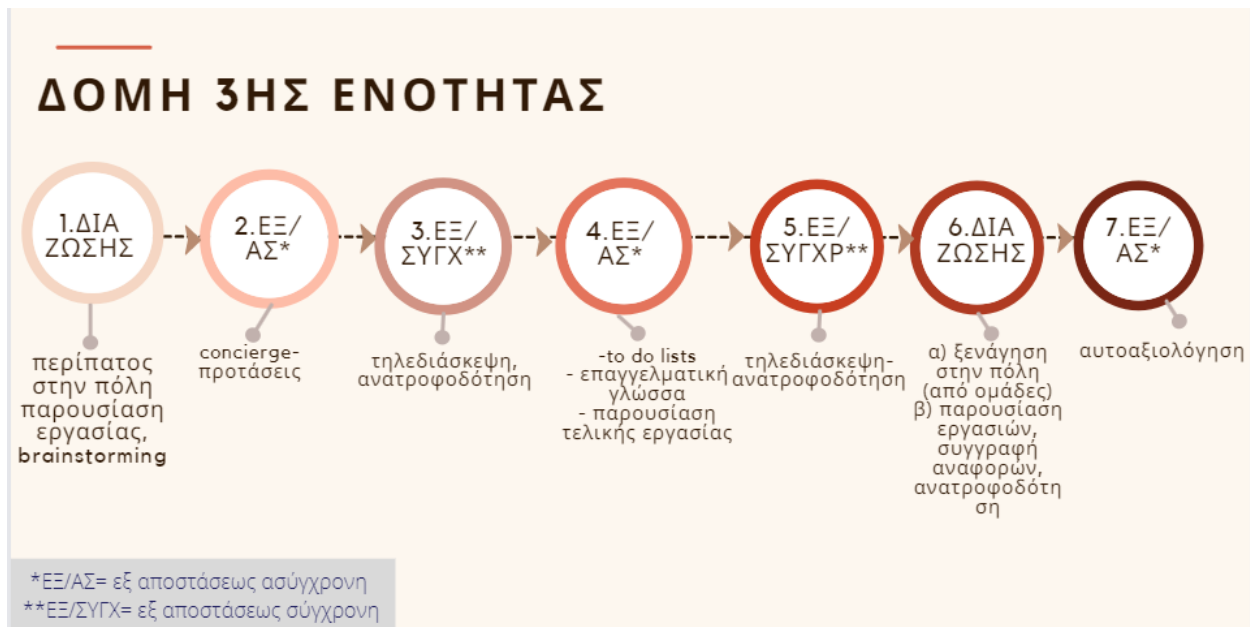 ΔΟΜΗ 3ΗΣ ΕΝΟΤΗΤΑΣ
1.ΔΙΑ
ΖΩΣΗΣ
2.ΕΞ/
ΑΣ*
3.ΕΞ/
ΣΥΓΧ**
4.ΕΞ/
ΑΣ*
5.ΕΞ/
ΣΥΓΧΡ**
6.ΔΙΑ
ΖΩΣΗΣ
7.ΕΞ/
ΑΣ*
περίπατος
στην πόλη
παρουσίαση
εργασίας,
brainstorming
concierge-
προτάσεις
τηλεδιάσκεψη,
ανατροφοδότηση
-to do lists
- επαγγελματική
γλώσσα
- παρουσίαση
τελικής εργασίας
τηλεδιάσκεψη-
ανατροφοδότηση
α) ξενάγηση
στην πόλη
(από ομάδες)
β) παρουσίαση
εργασιών,
συγγραφή
αναφορών,
ανατροφοδότη
ση
αυτοαξιολόγηση
*ΕΞ/ΑΣ= εξ αποστάσεως ασύγχρονη
**ΕΞ/ΣΥΓΧ= εξ αποστάσεως σύγχρονη